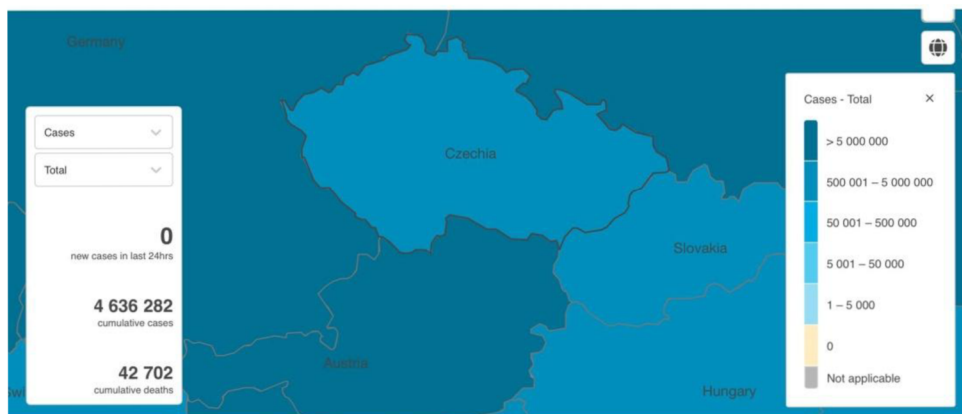 Germany
Czechia
Slovakia
Austria
Hungary
Swi
Cases
Total
0
new cases in last 24hrs
4 636 282
cumulative cases
42 702
cumulative deaths
Cases - Total ×
> 5 000 000
500 001 – 5 000 000
50 001 – 500 000
5 001 – 50 000
1 – 5 000
0
Not applicable